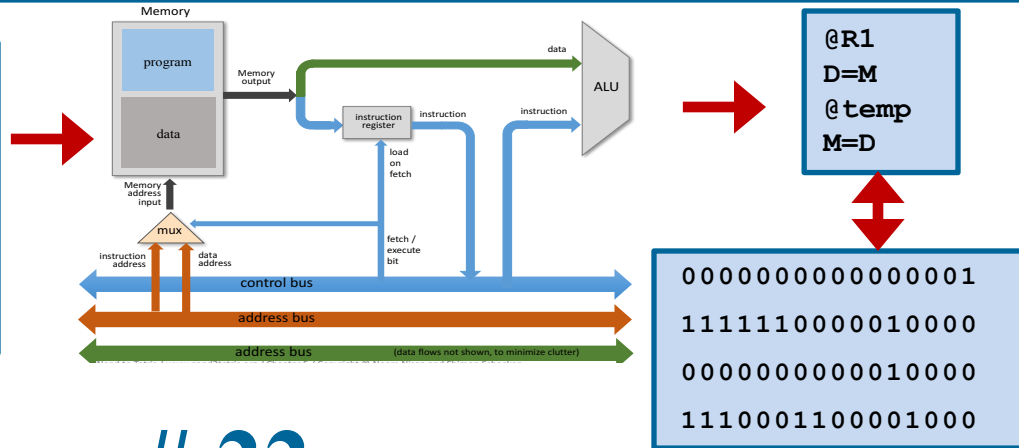 Memory
program
data
Memory
output
data
ALU
instruction
register
instruction
instruction
load
on
fetch
Memory
address
input
mux
instruction
address
data
address
fetch /
execute
bit
control bus
address bus
address bus
(data flows not shown, to minimize clutter)
@R1
D=M
@temp
M=D
0000000000000001
1111110000010000
0000000000010000
1110001100001000
# 22